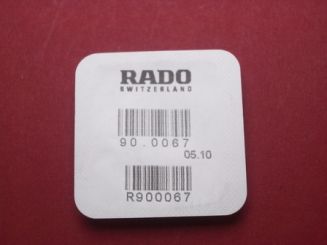 RADO
SWITZERLAND
90.0067
05.10
R900067